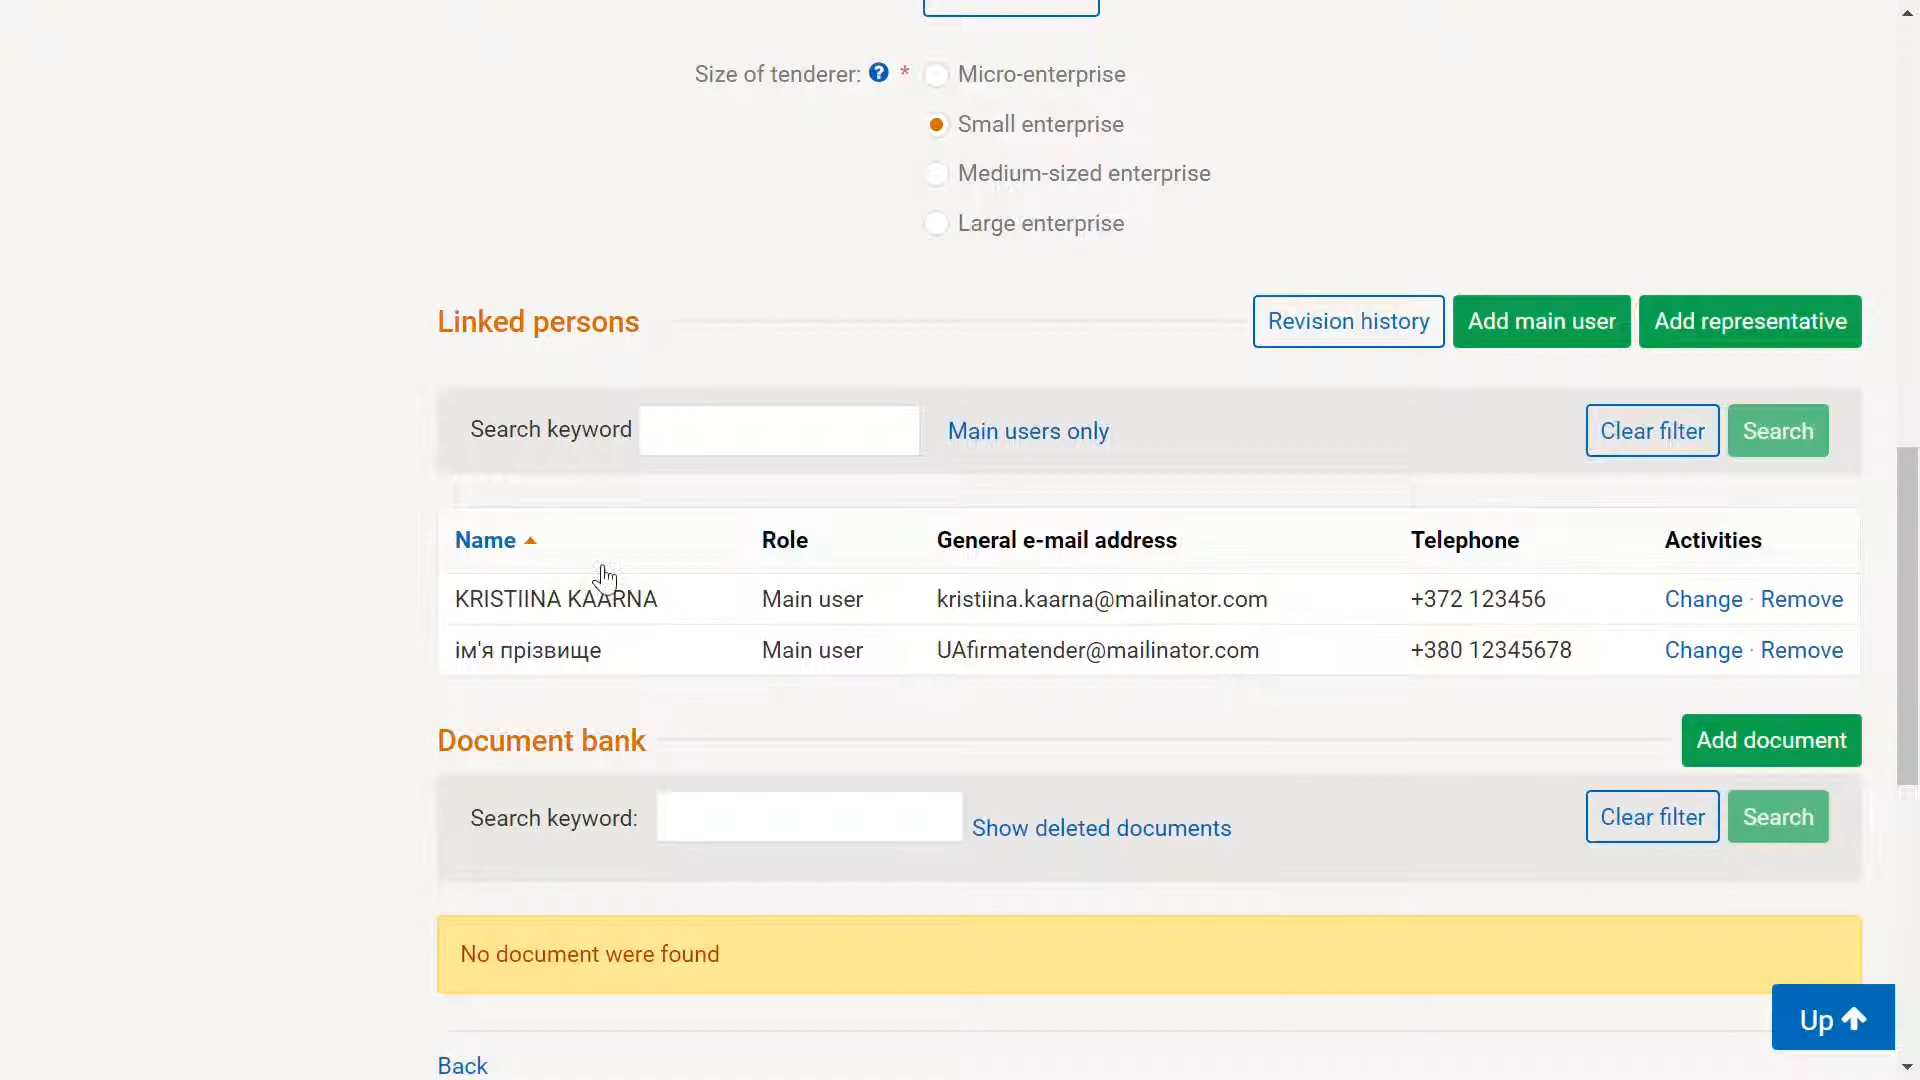 Size of tenderer: ? * Micro-enterprise
Small enterprise
Medium-sized enterprise
Large enterprise
Linked persons Revision history Add main user Add representative
Search keyword Main users only Clear filter Search
Name Role General e-mail address Telephone Activities
KRISTIINA KAARNA Main user kristiina.kaarna@mailinator.com +372 123456 Change · Remove
ім'я прізвище Main user UAfirmatender@mailinator.com +380 12345678 Change · Remove
Document bank Add document
Search keyword: Show deleted documents Clear filter Search
No document were found
Up
Back